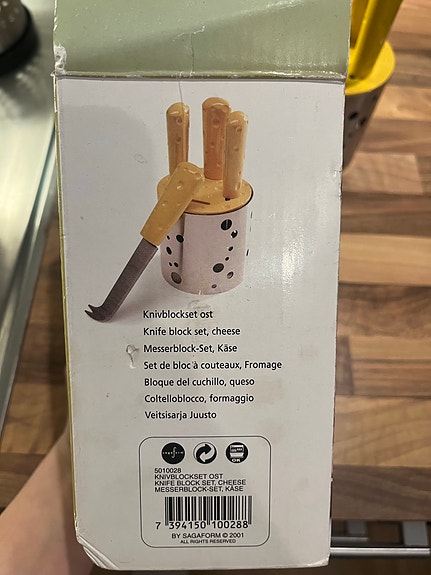 Knivblockset ost
Knife block set, cheese
Messerblock-Set, Käse
Set de bloc à couteaux, Fromage
Bloque del cuchillo, queso
Coltelloblocco, formaggio
Veitsisarja Juusto
sagaform
OK
5010028
KNIVBLOCKSET OST
KNIFE BLOCK SET, CHEESE
MESSERBLOCK-SET, KÄSE
7 394150 100288
BY SAGAFORM © 2001
ALL RIGHTS RESERVED